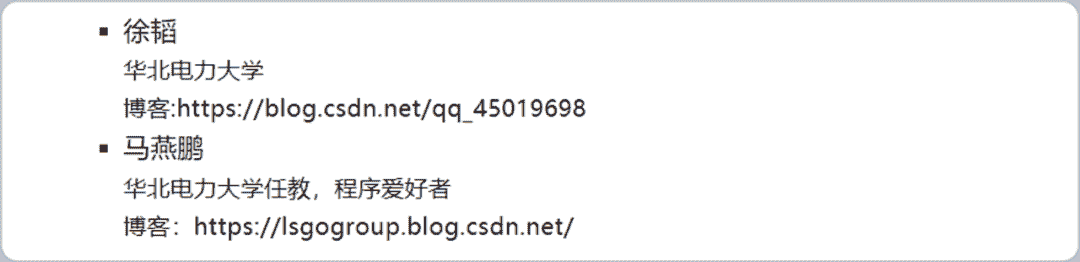 徐韬
华北电力大学
博客:https://blog.csdn.net/qq_45019698
马燕鹏
华北电力大学任教，程序爱好者
博客：https://lsgogroup.blog.csdn.net/